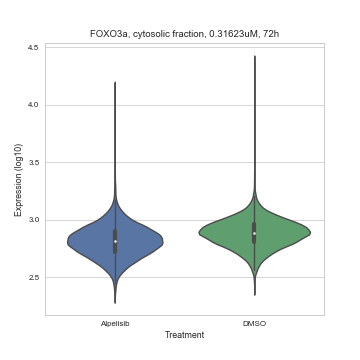 FOXO3a, cytosolic fraction, 0.31623uM, 72h
4.5
4.0
3.5
3.0
2.5
Expression (log10)
Alpelisib
DMSO
Treatment